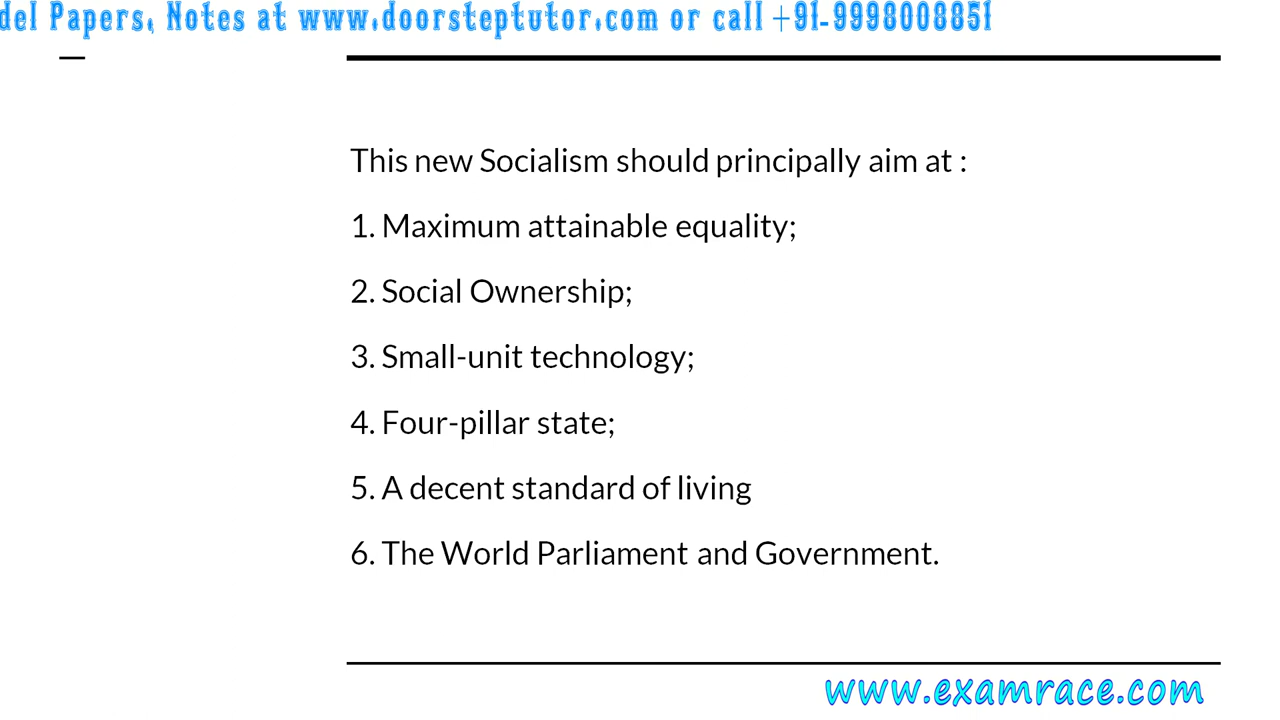 del Papers, Notes at www.doorsteptutor.com or call +91-9998008851
This new Socialism should principally aim at :
1. Maximum attainable equality;
2. Social Ownership;
3. Small-unit technology;
4. Four-pillar state;
5. A decent standard of living
6. The World Parliament and Government.
www.examrace.com